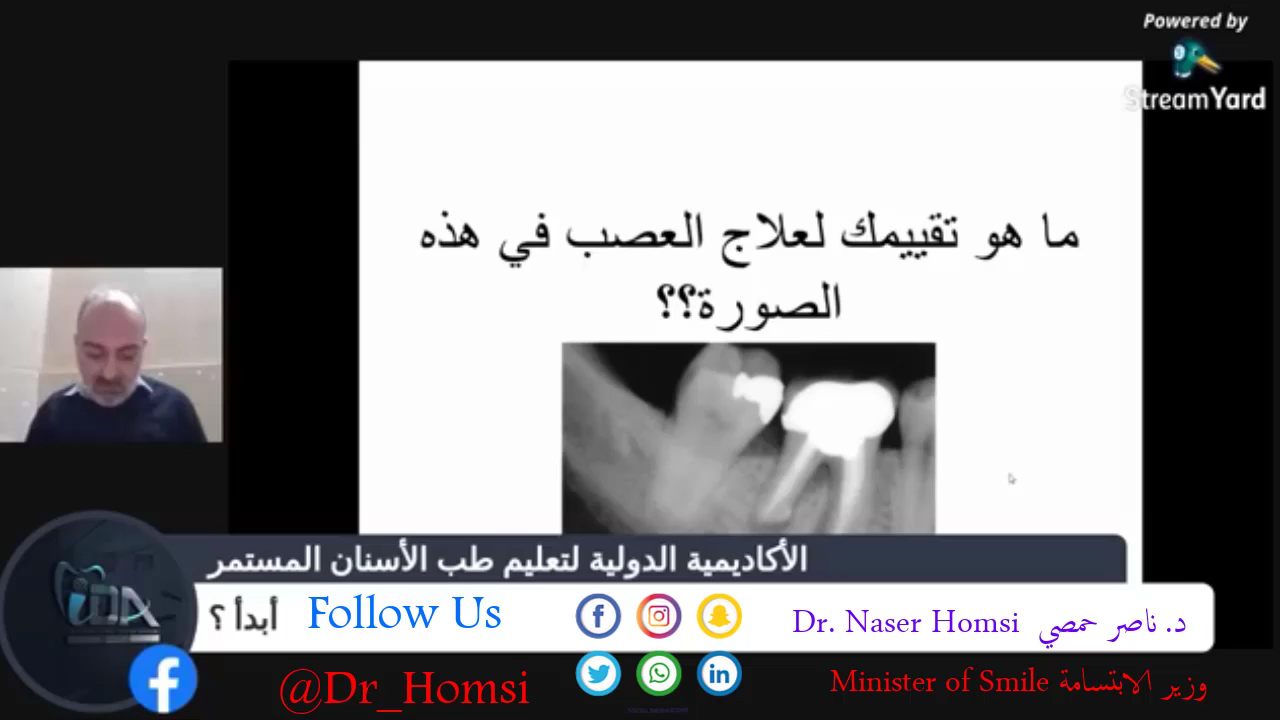 Powered by
StreamYard
ما هو تقييمك لعلاج العصب في هذه
الصورة؟؟
الأكاديمية الدولية لتعليم طب الأسنان المستمر
أبدأ ؟
Follow Us
Dr. Naser Homsi د. ناصر حمصي
@Dr_Homsi
Minister of Smile وزير الابتسامة
iDA